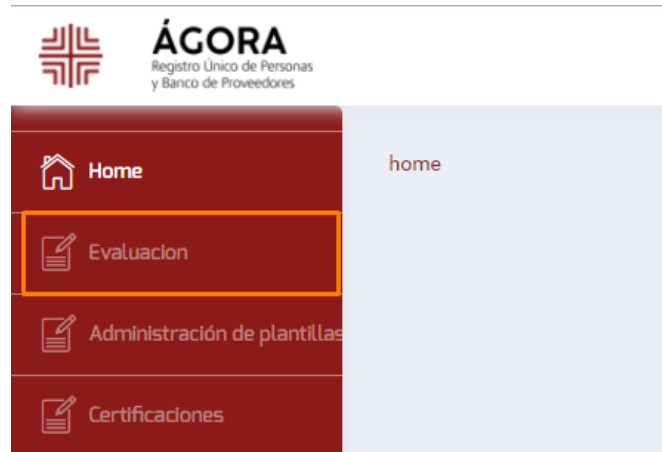 ÁGORA
Registro Único de Personas
y Banco de Proveedores
Home
home
Evaluacion
Administración de plantillas
Certificaciones